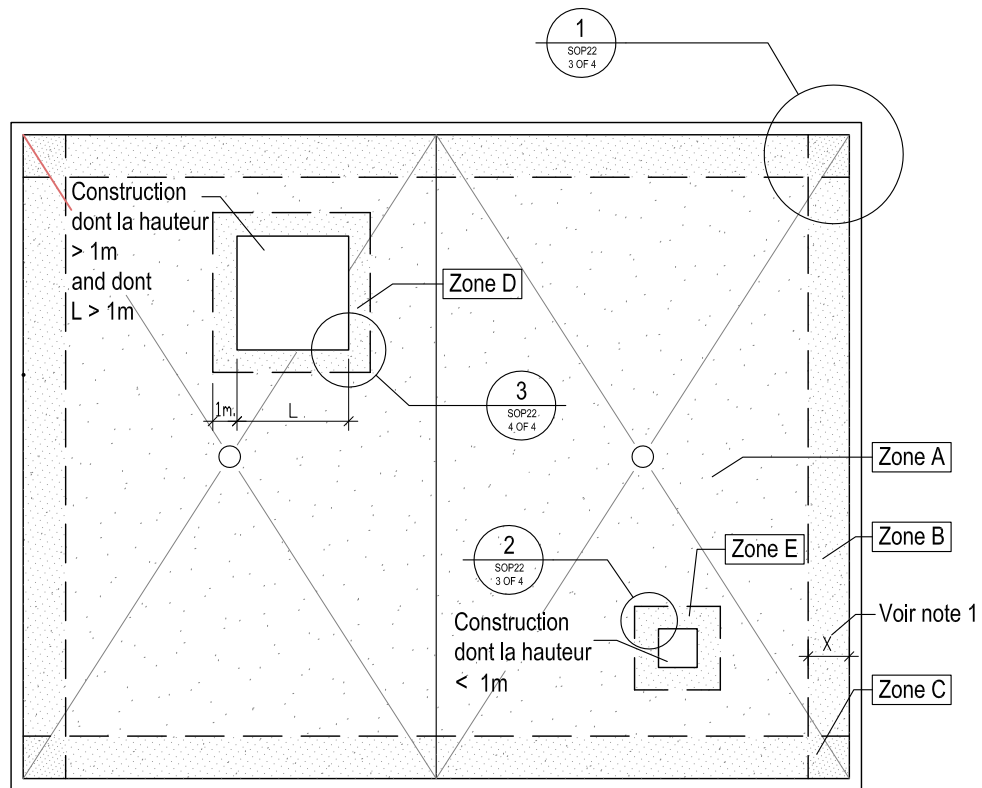 1
SOP22
3 OF 4
Construction
dont la hauteur
> 1m
and dont
L > 1m
Zone D
1m.
L
3
SOP22
4 OF 4
Zone A
2
SOP22
3 OF 4
Zone E
Zone B
Construction
dont la hauteur
< 1m
Voir note 1
X
Zone C